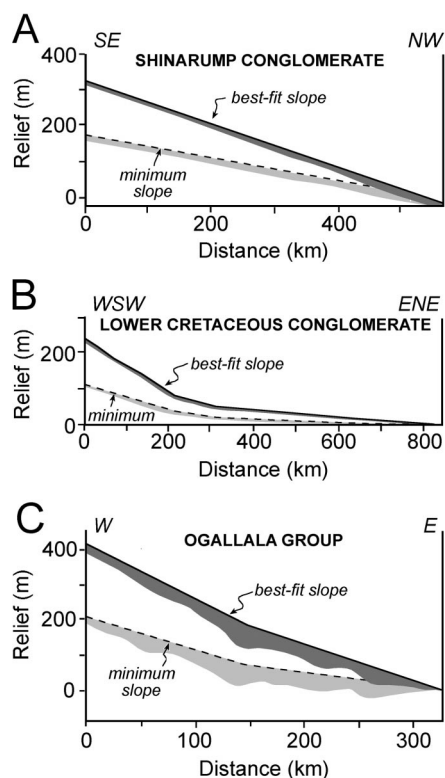 A
SE
NW
SHINARUMP CONGLOMERATE
400
best-fit slope
200
minimum
slope
0
Relief (m)
0
200
400
Distance (km)
B
WSW
ENE
LOWER CRETACEOUS CONGLOMERATE
200
best-fit slope
minimum
0
Relief (m)
0
100
200
300
400
600
800
Distance (km)
C
W
E
OGALLALA GROUP
400
best-fit slope
200
minimum
slope
0
Relief (m)
0
100
200
300
Distance (km)